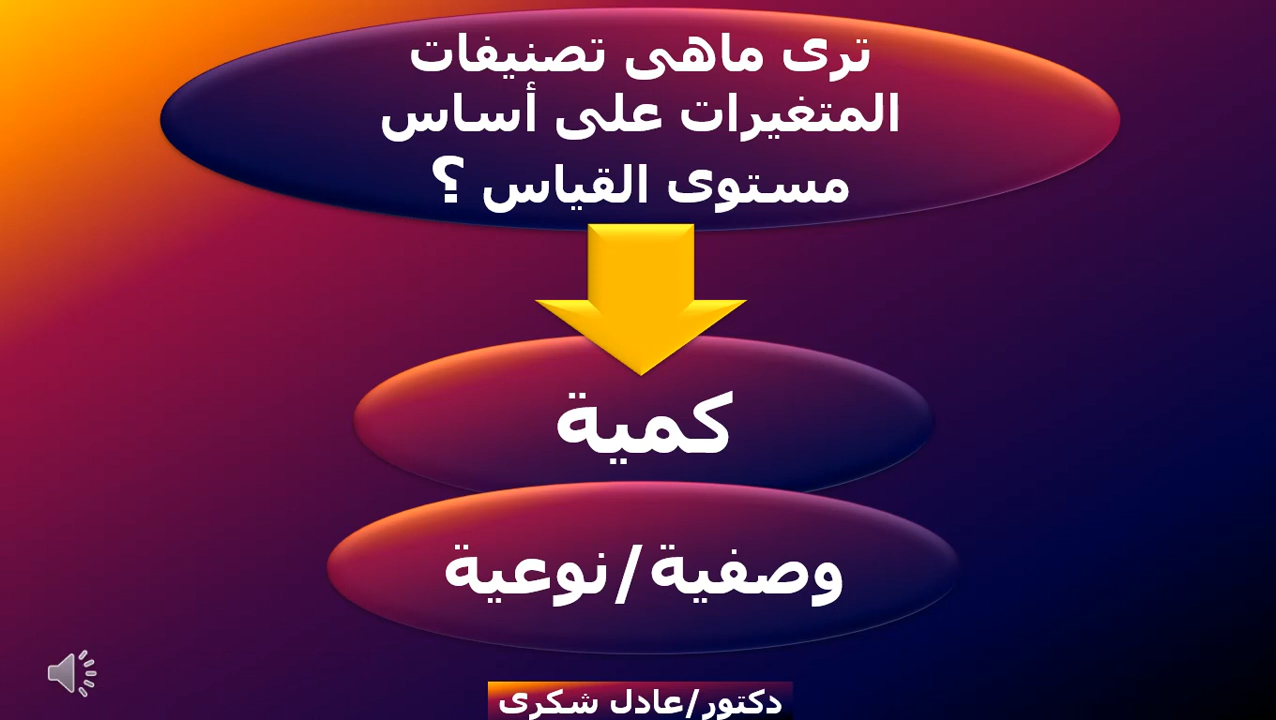 ترى ماهى تصنيفات
المتغيرات على أساس
مستوى القياس ؟
كمية
وصفية/نوعية
دكتور/عادل شكرى